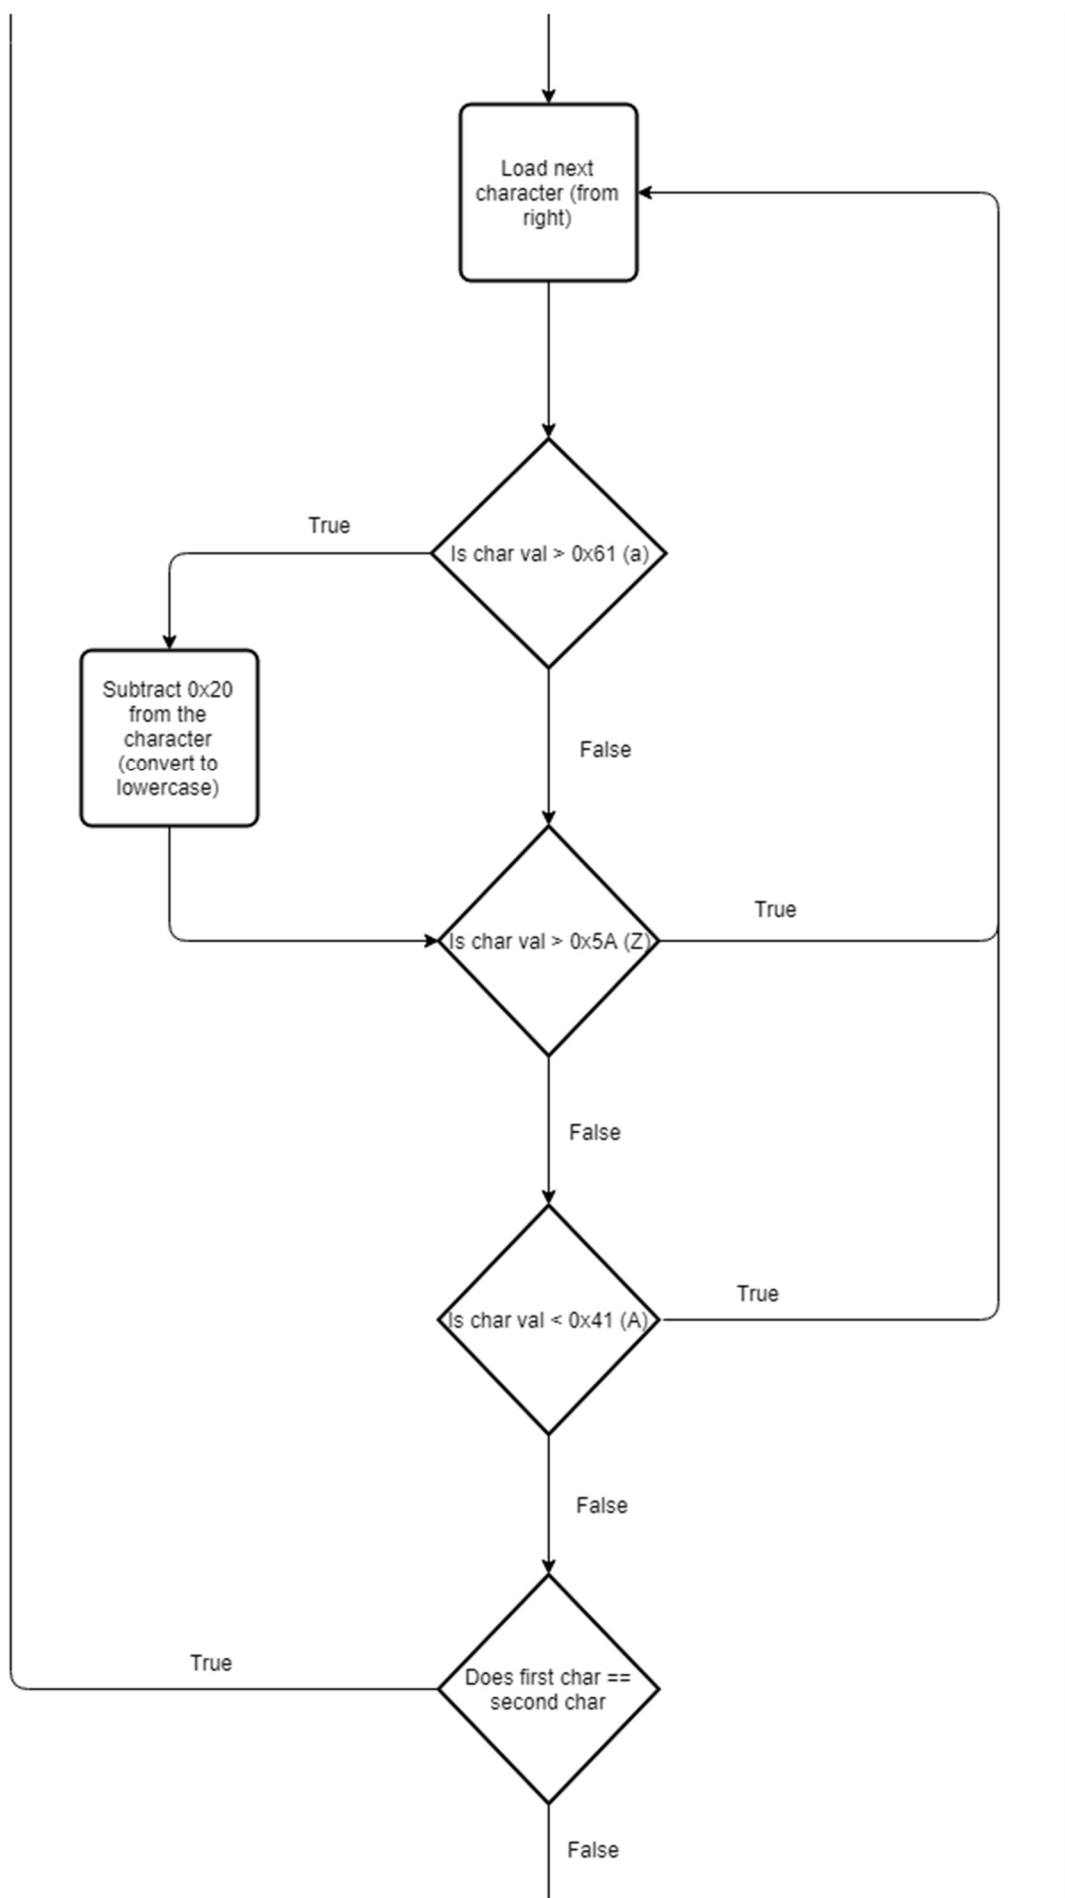 Load next
character (from
right)
True
Is char val > 0x61 (a)
Subtract 0x20
from the
character
(convert to
lowercase)
False
True
Is char val > 0x5A (Z)
False
True
Is char val < 0x41 (A)
False
True
Does first char ==
second char
False